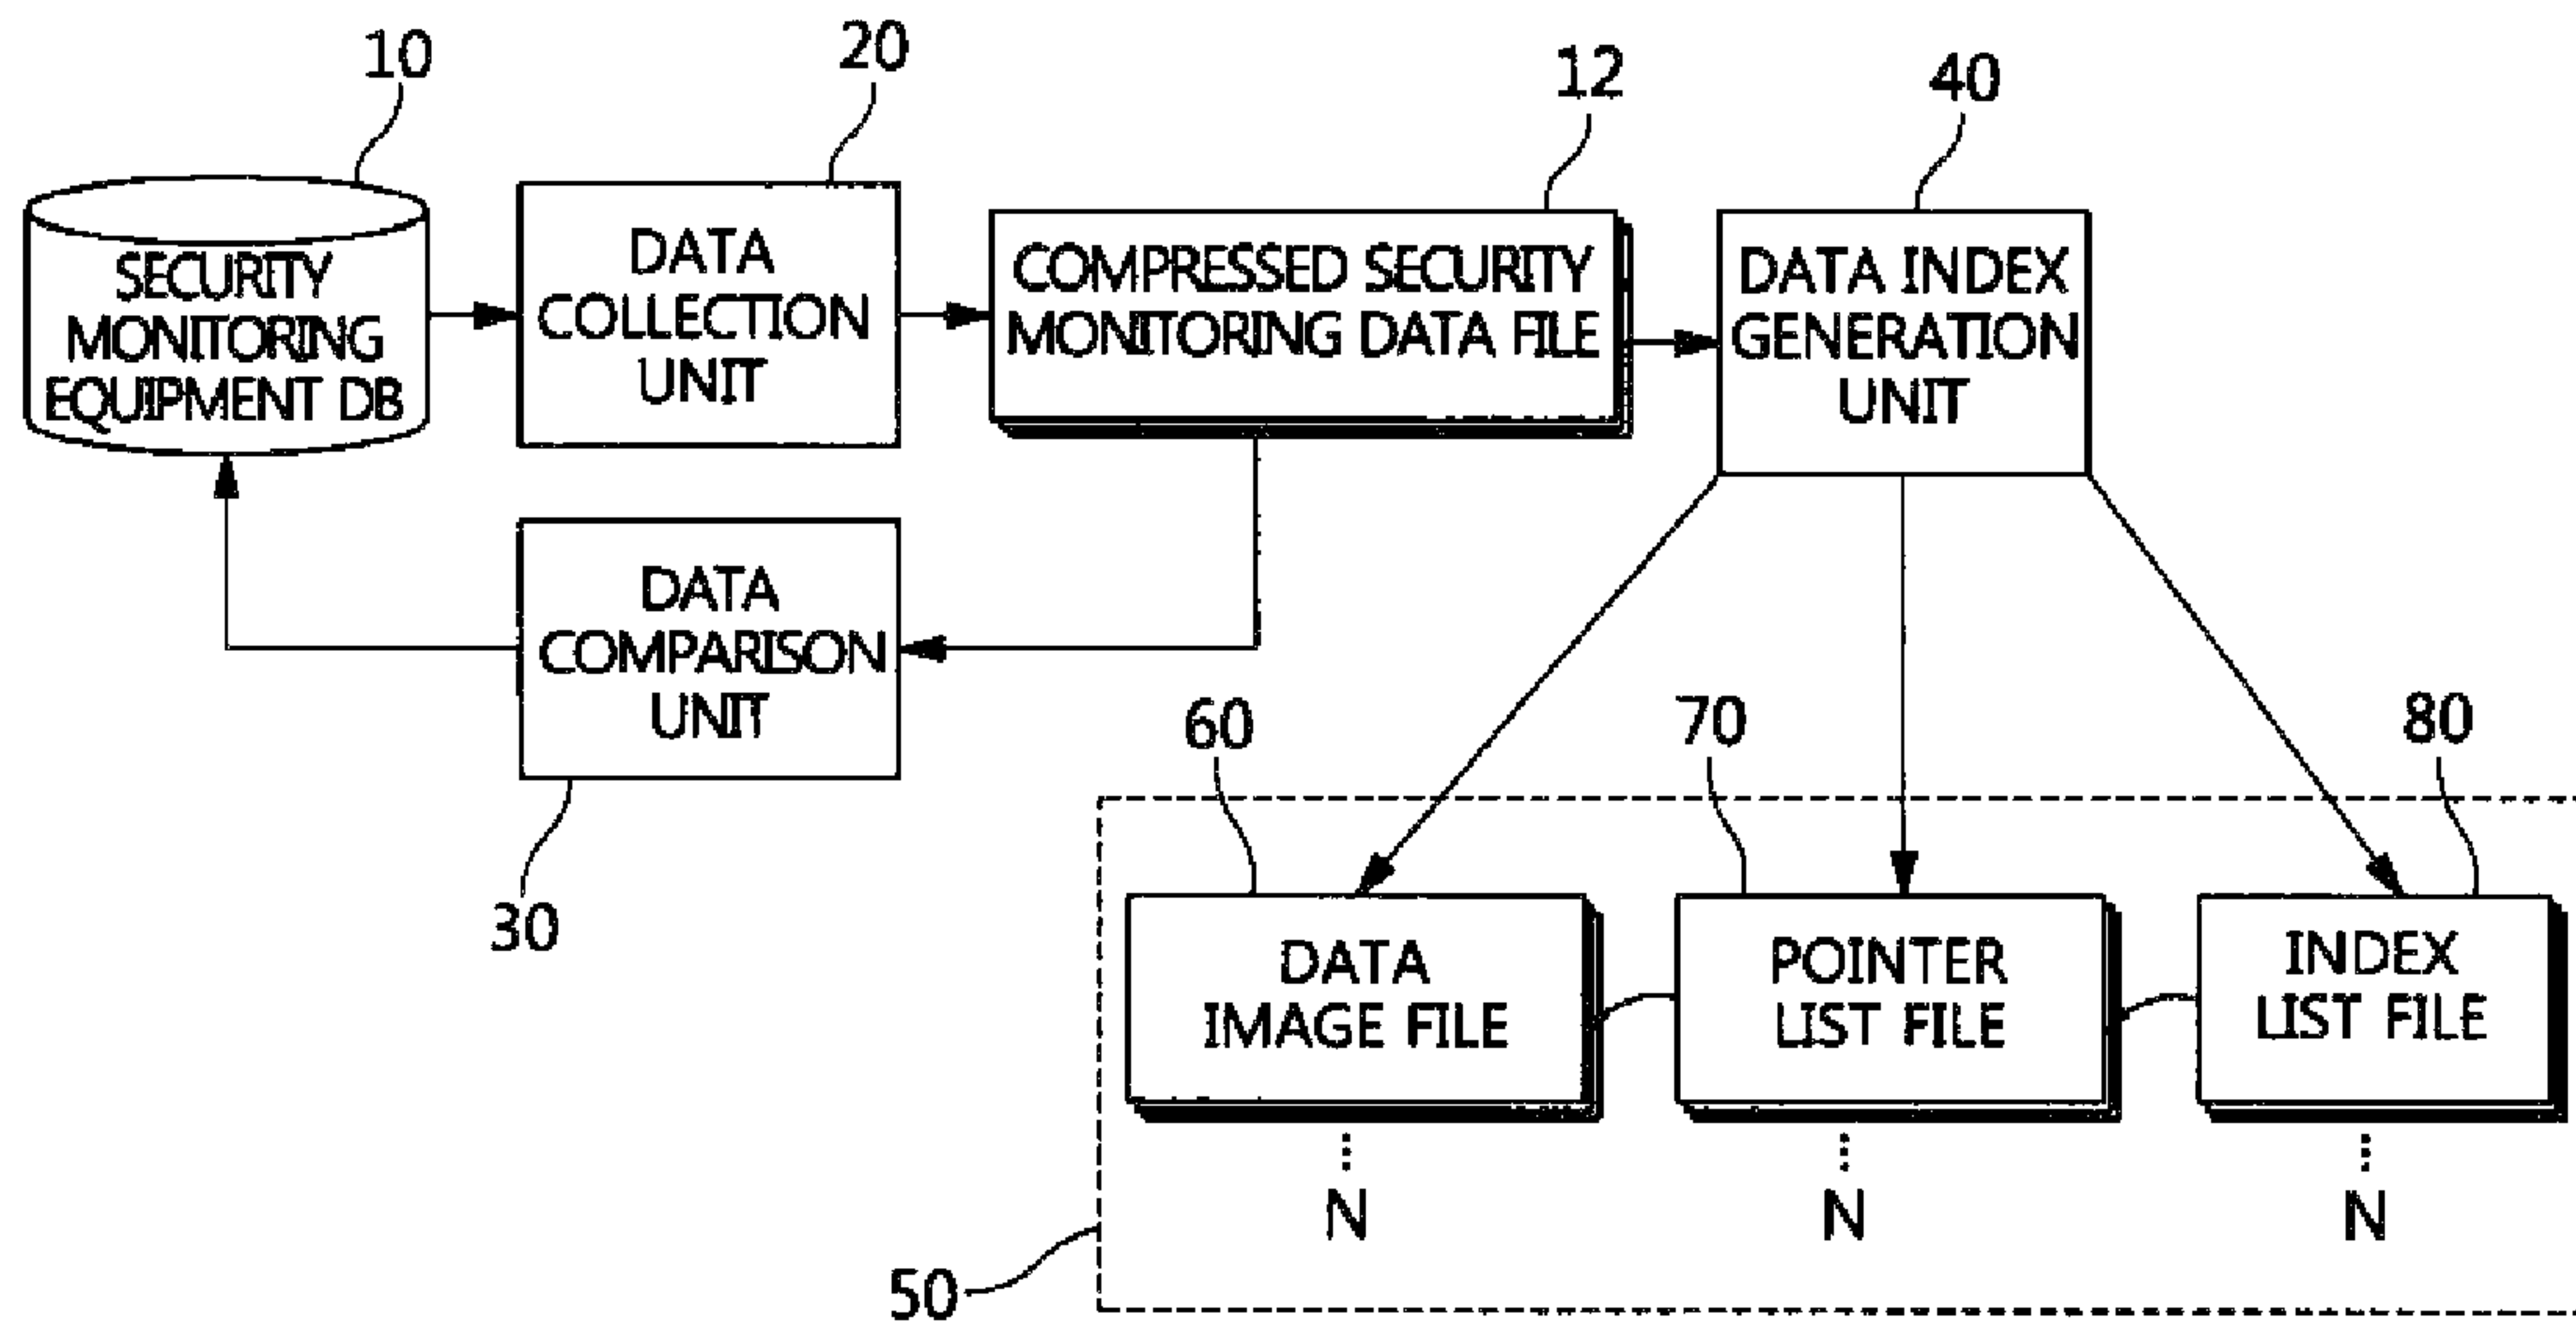 10
20
12
40
SECURITY
MONITORING
EQUIPMENT DB
DATA
COLLECTION
UNIT
COMPRESSED SECURITY
MONITORING DATA FILE
DATA INDEX
GENERATION
UNIT
DATA
COMPARISON
UNIT
30
60
70
80
DATA
IMAGE FILE
POINTER
LIST FILE
INDEX
LIST FILE
⋮
N
⋮
N
⋮
N
50